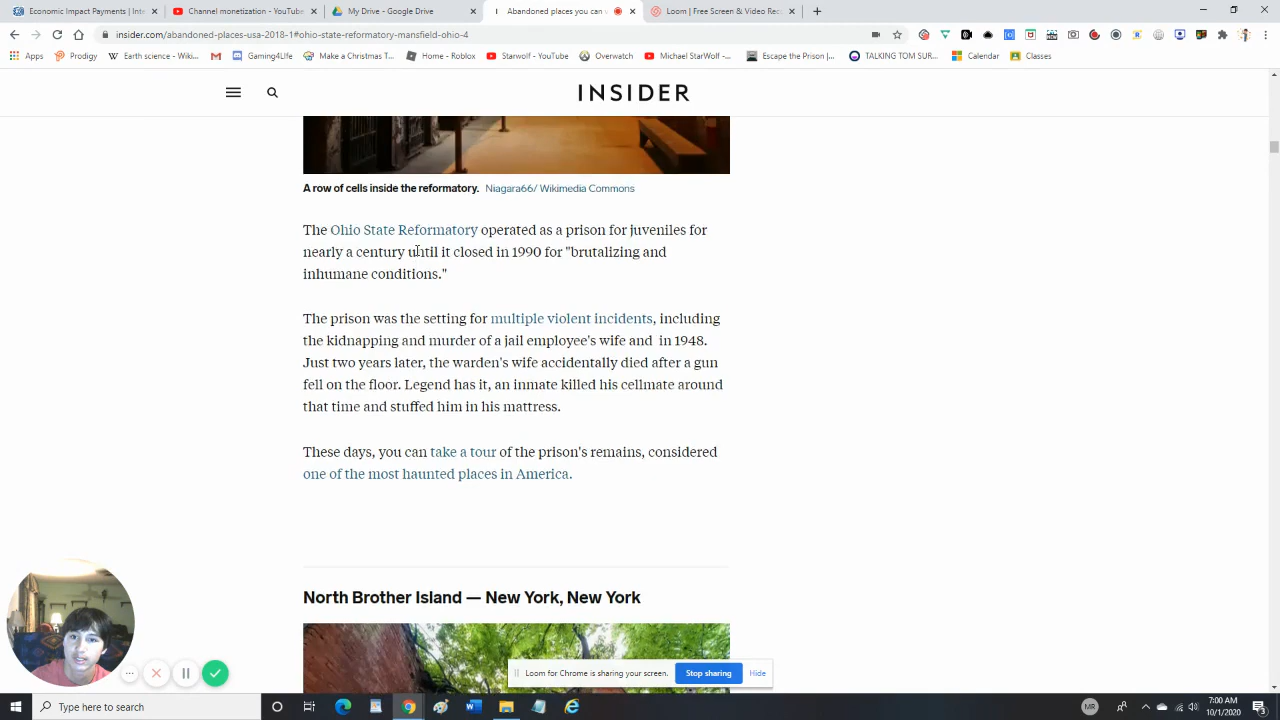 Economic Impact Payments | Inte
Channel monetization - YouTube
My Drive - Google Drive
Abandoned places you can
Loom | Free Screen & Video Rec
insider.com/abandoned-places-usa-2018-1#ohio-state-reformatory-mansfield-ohio-4
Apps
Prodigy
Earth science - Wiki...
Gaming4Life
Make a Christmas T...
Home - Roblox
Starwolf - YouTube
Overwatch
Michael StarWolf -...
Escape the Prison |...
TALKING TOM SUR...
Calendar
Classes
INSIDER
A row of cells inside the reformatory. Niagara66/ Wikimedia Commons
The Ohio State Reformatory operated as a prison for juveniles for
nearly a century until it closed in 1990 for "brutalizing and
inhumane conditions."
The prison was the setting for multiple violent incidents, including
the kidnapping and murder of a jail employee's wife and in 1948.
Just two years later, the warden's wife accidentally died after a gun
fell on the floor. Legend has it, an inmate killed his cellmate around
that time and stuffed him in his mattress.
These days, you can take a tour of the prison's remains, considered
one of the most haunted places in America.
North Brother Island — New York, New York
Loom for Chrome is sharing your screen.
Stop sharing
Hide
Type here to search
MR
7:00 AM
10/1/2020
3